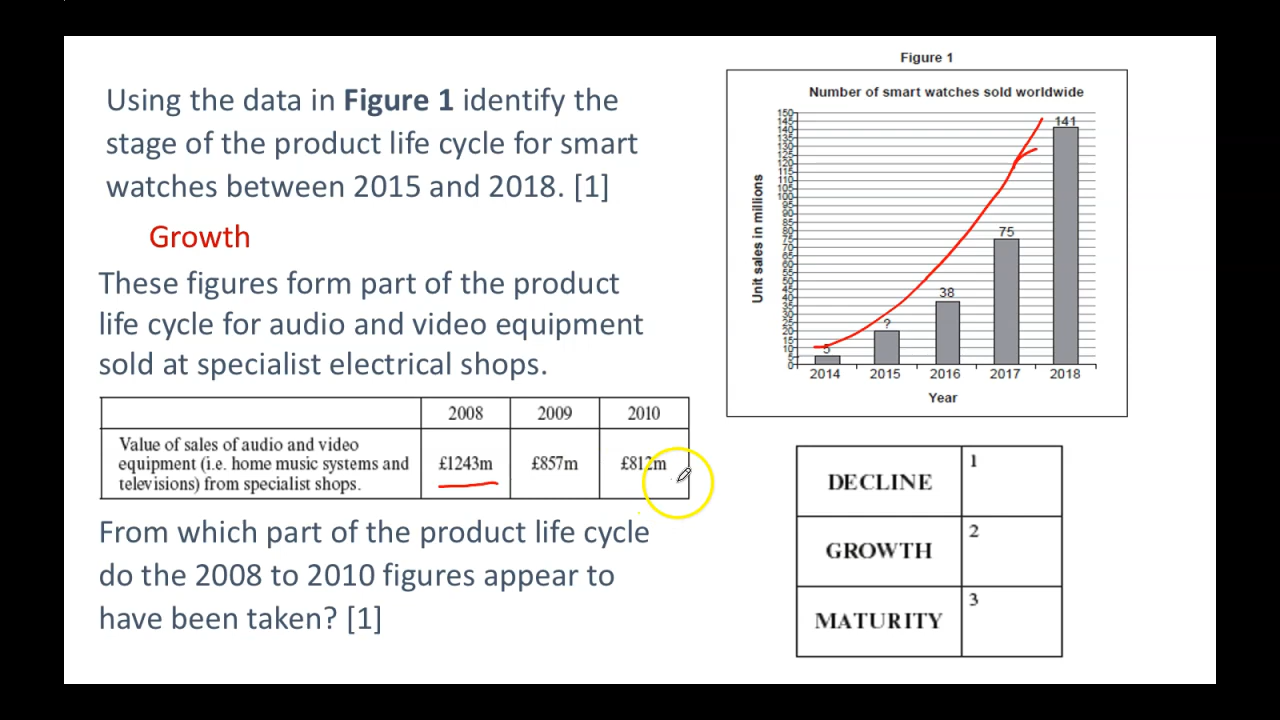 Using the data in Figure 1 identify the
stage of the product life cycle for smart
watches between 2015 and 2018. [1]
Growth
These figures form part of the product
life cycle for audio and video equipment
sold at specialist electrical shops.
2008 2009 2010
Value of sales of audio and video
equipment (i.e. home music systems and
televisions) from specialist shops.
£1243m £857m £812m
From which part of the product life cycle
do the 2008 to 2010 figures appear to
have been taken? [1]
Figure 1
Number of smart watches sold worldwide
Unit sales in millions
150
145
140
135
130
125
120
115
110
105
100
95
90
85
80
75
70
65
60
55
50
45
40
35
30
25
20
15
10
5
0
5
?
38
75
141
2014 2015 2016 2017 2018
Year
DECLINE 1
GROWTH 2
MATURITY 3